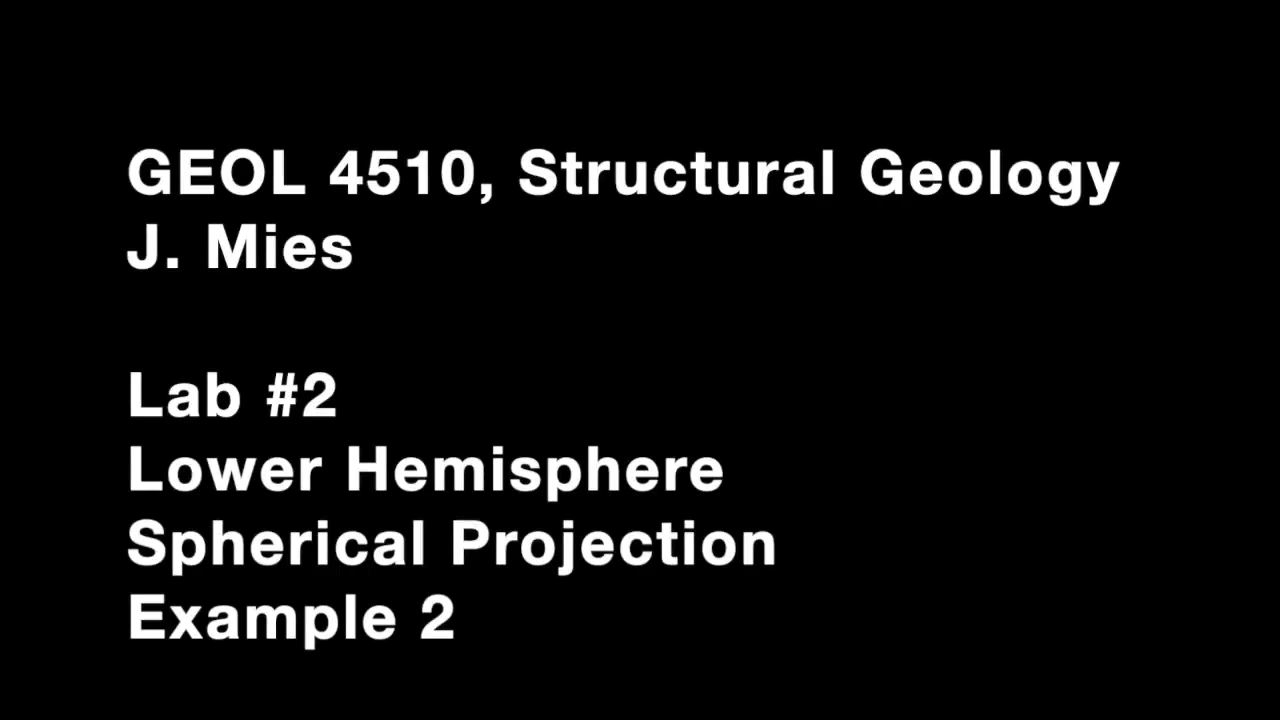 GEOL 4510, Structural Geology
J. Mies
Lab #2
Lower Hemisphere
Spherical Projection
Example 2